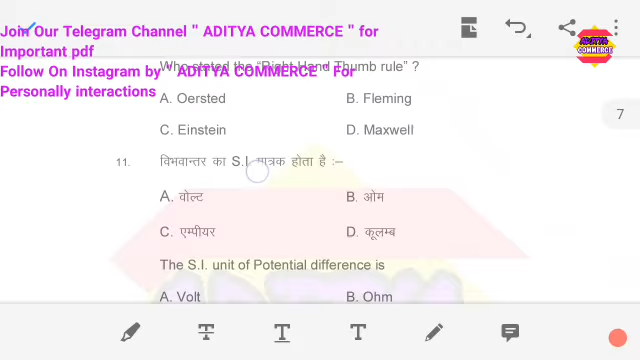 Join Our Telegram Channel " ADITYA COMMERCE " for
Important pdf
Follow On Instagram by " ADITYA COMMERCE " For
Personally interactions
Who stated the "Right Hand Thumb rule" ?
A. Oersted B. Fleming
C. Einstein D. Maxwell
7
11. विभवान्तर का S.I. मात्रक होता है :–
A. वोल्ट B. ओम
C. एम्पीयर D. कूलम्ब
The S.I. unit of Potential difference is
A. Volt B. Ohm
ADITYA
COMMERCE